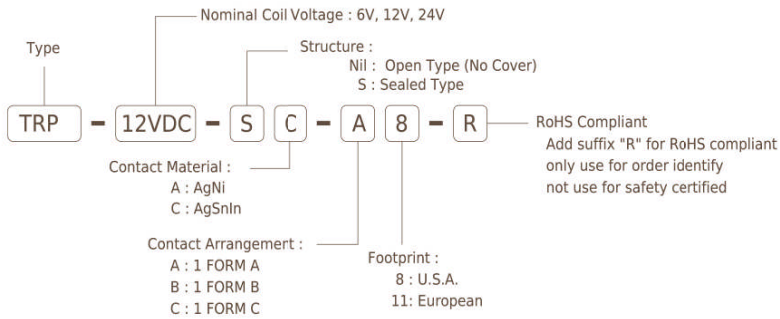 Nominal Coil Voltage : 6V, 12V, 24V
Type
Structure :
Nil : Open Type (No Cover)
S : Sealed Type
TRP - 12VDC - S C - A 8 - R
RoHS Compliant
Add suffix "R" for RoHS compliant
only use for order identify
not use for safety certified
Contact Material :
A : AgNi
C : AgSnIn
Contact Arrangemert :
A : 1 FORM A
B : 1 FORM B
C : 1 FORM C
Footprint :
8 : U.S.A.
11: European